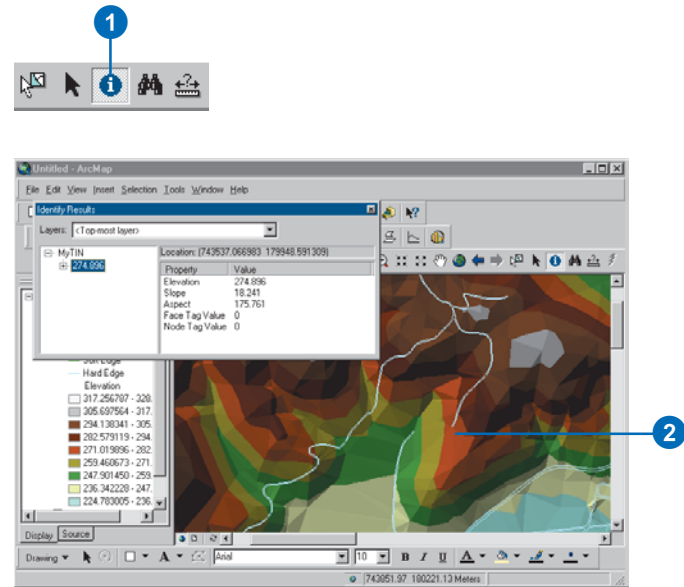 1
Untitled - ArcMap
File Edit View Insert Selection Tools Window Help
Identify Results
Layers: <Top-most layer>
MyTIN
274.896
Location: (743537.066983 179948.591309)
Property Value
Elevation 274.896
Slope 18.241
Aspect 175.761
Face Tag Value 0
Node Tag Value 0
Soft Edge
Hard Edge
Elevation
317.256787 - 328.
305.697564 - 317.
294.138341 - 305.
282.579119 - 294.
271.019896 - 282.
259.460673 - 271.
247.901450 - 259.
236.342228 - 247.
224.783005 - 236.
2
Display Source
Drawing A Arial 10 B I U A
743851.97 180221.13 Meters